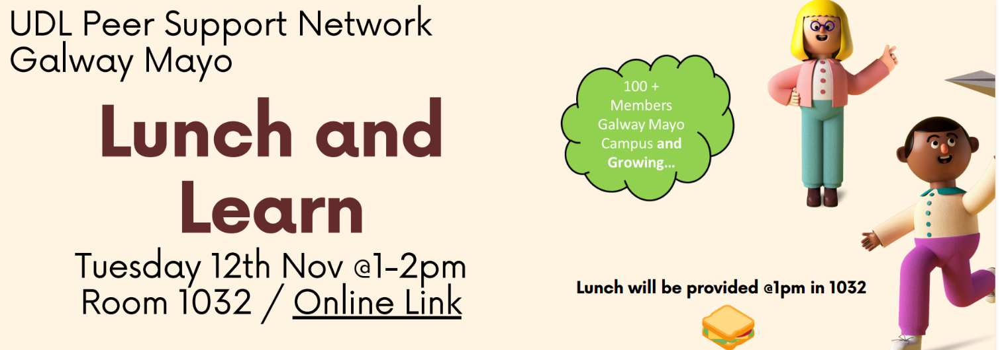 UDL Peer Support Network
Galway Mayo
Lunch and
Learn
Tuesday 12th Nov @1-2pm
Room 1032 / Online Link
100 +
Members
Galway Mayo
Campus and
Growing...
Lunch will be provided @1pm in 1032